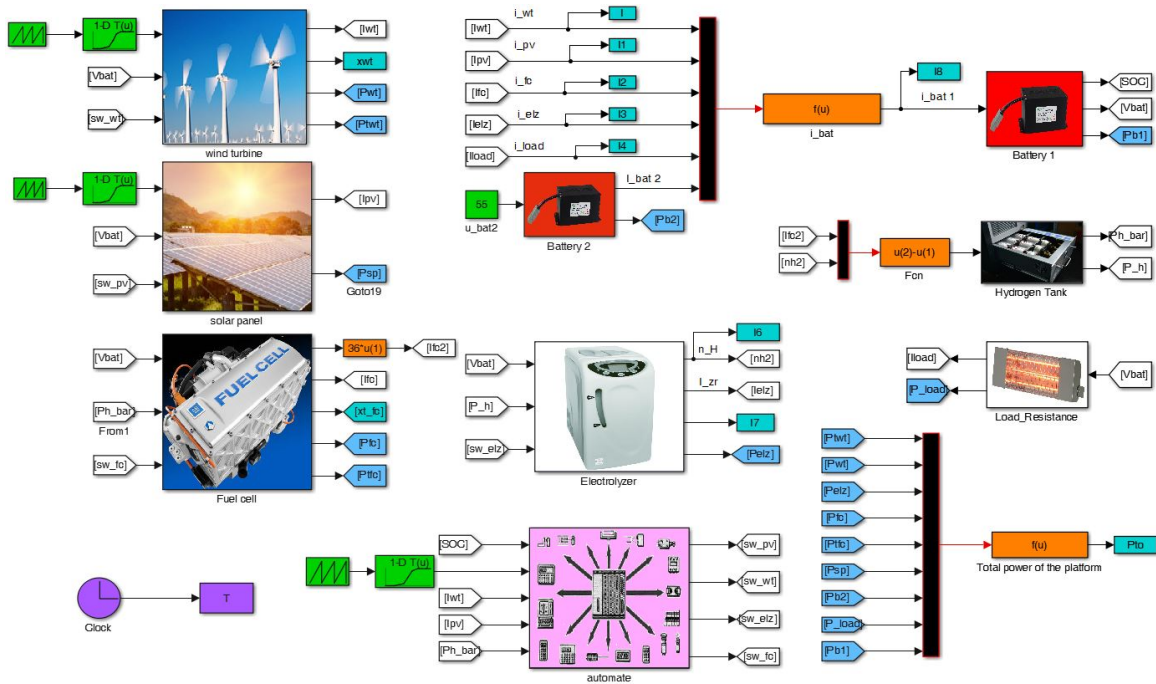 1-D T(u)
[Vbat]
[sw_wt]
wind turbine
[Iwt]
xwt
[Pwt]
[Ptwt]
1-D T(u)
[Vbat]
[sw_pv]
solar panel
[Ipv]
[Psp]
Goto19
[Vbat]
[Ph_bar]
From1
[sw_fc]
FUELCELL
Fuel cell
36*u(1)
[Ifc2]
[Ifc]
[xt_fc]
[Pfc]
[Ptfc]
Clock
T
[Iwt]
i_wt
I
[Ipv]
i_pv
I1
[Ifc]
i_fc
I2
[Ielz]
i_elz
I3
[Iload]
i_load
I4
55
u_bat2
Battery 2
I_bat 2
[Pb2]
f(u)
i_bat
I8
i_bat 1
Battery 1
[SOC]
[Vbat]
[Pb1]
[Ifc2]
[nh2]
u(2)-u(1)
Fcn
Hydrogen Tank
[Ph_bar]
[P_h]
[Vbat]
[P_h]
[sw_elz]
Electrolyzer
I6
n_H
[nh2]
I_zr
[Ielz]
I7
[Pelz]
[Iload]
[P_load]
[Vbat]
Load_Resistance
[SOC]
1-D T(u)
[Iwt]
[Ipv]
[Ph_bar]
automate
[sw_pv]
[sw_wt]
[sw_elz]
[sw_fc]
[Ptwt]
[Pwt]
[Pelz]
[Pfc]
[Ptfc]
[Psp]
[Pb2]
[P_load]
[Pb1]
f(u)
Total power of the platform
Pto